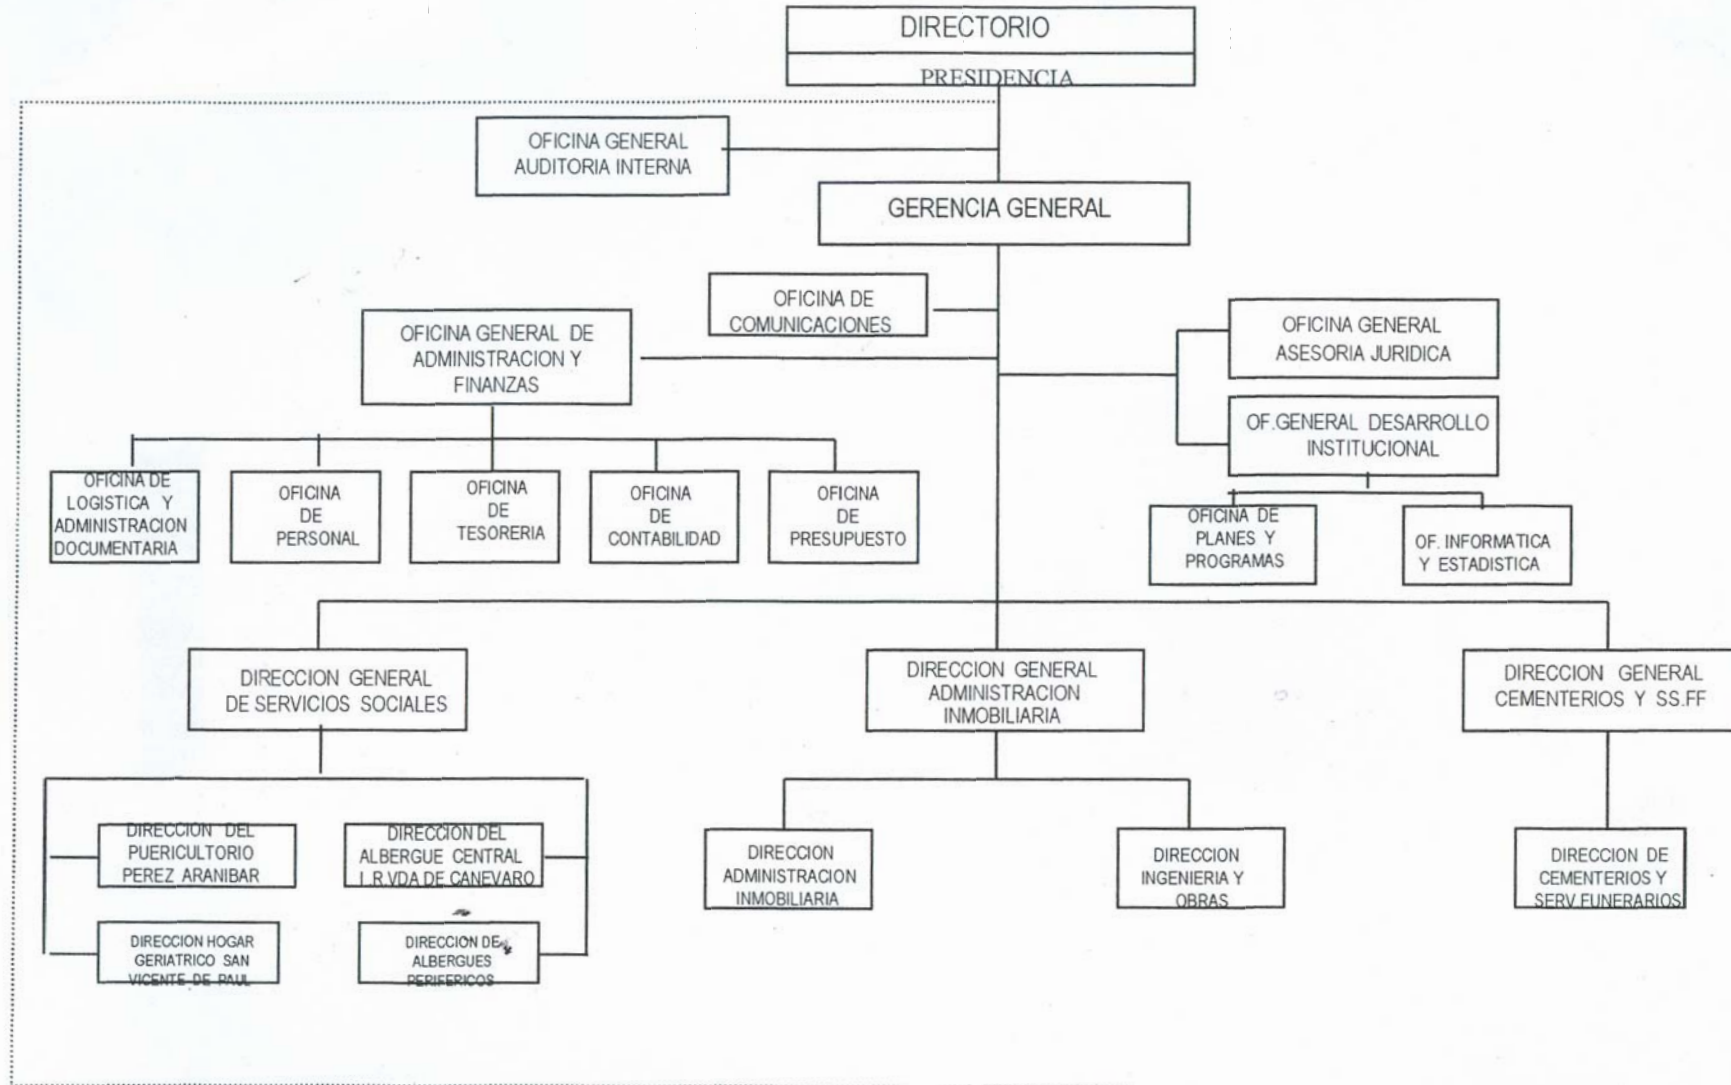 DIRECTORIO
PRESIDENCIA
OFICINA GENERAL
AUDITORIA INTERNA
GERENCIA GENERAL
OFICINA DE
COMUNICACIONES
OFICINA GENERAL DE
ADMINISTRACION Y
FINANZAS
OFICINA GENERAL
ASESORIA JURIDICA
OF.GENERAL DESARROLLO
INSTITUCIONAL
OFICINA DE
LOGISTICA Y
ADMINISTRACION
DOCUMENTARIA
OFICINA
DE
PERSONAL
OFICINA
DE
TESORERIA
OFICINA
DE
CONTABILIDAD
OFICINA
DE
PRESUPUESTO
OFICINA DE
PLANES Y
PROGRAMAS
OF. INFORMATICA
Y ESTADISTICA
DIRECCION GENERAL
DE SERVICIOS SOCIALES
DIRECCION GENERAL
ADMINISTRACION
INMOBILIARIA
DIRECCION GENERAL
CEMENTERIOS Y SS.FF
DIRECCION DEL
PUERICULTORIO
PEREZ ARANIBAR
DIRECCION DEL
ALBERGUE CENTRAL
I.R.VDA DE CANEVARO
DIRECCION
ADMINISTRACION
INMOBILIARIA
DIRECCION
INGENIERIA Y
OBRAS
DIRECCION DE
CEMENTERIOS Y
SERV.FUNERARIOS
DIRECCION HOGAR
GERIATRICO SAN
VICENTE DE PAUL
DIRECCION DE
ALBERGUES
PERIFERICOS